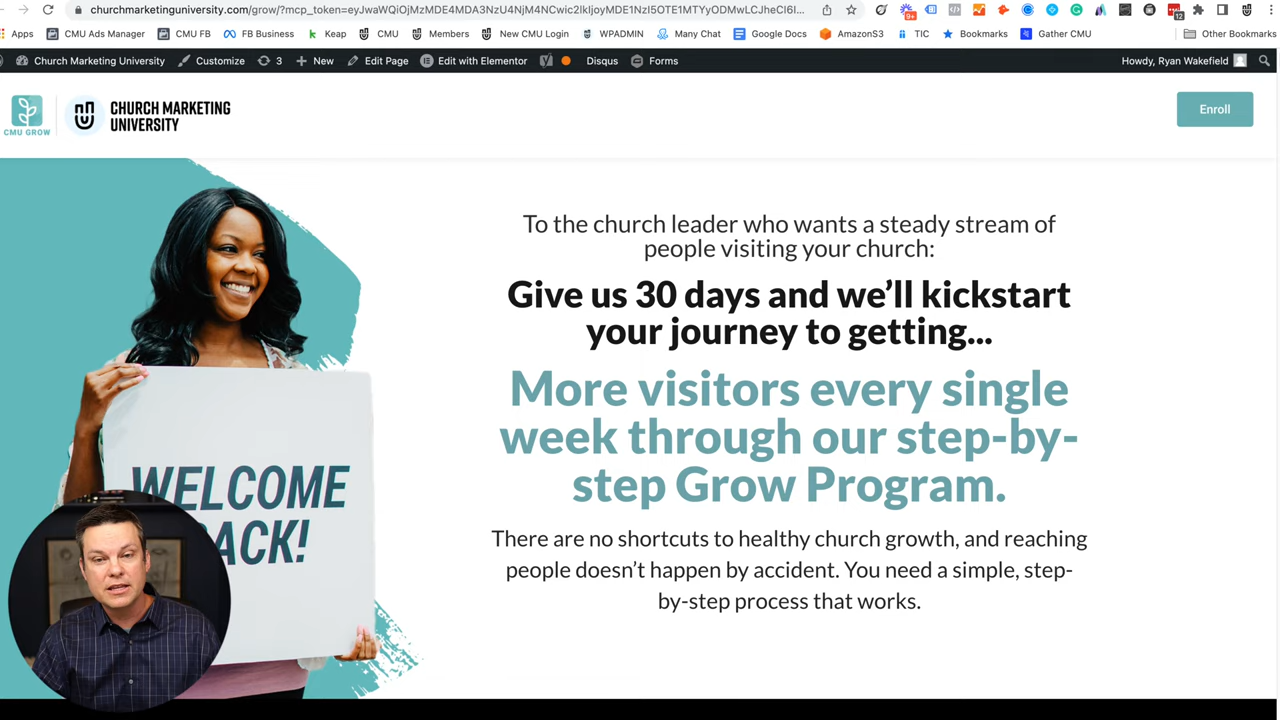 churchmarketinguniversity.com/grow/?mcp_token=eyJwaWQiOjMzMDE4MDA3NzU4NjM4NCwic2lkIjoyMDE1NzI5OTE1MTYyODMwLCJheCI6I...
9+
12
Apps CMU Ads Manager CMU FB FB Business Keap CMU Members New CMU Login WPADMIN Many Chat Google Docs AmazonS3 TIC Bookmarks Gather CMU Other Bookmarks
Church Marketing University Customize 3 New Edit Page Edit with Elementor Disqus Forms Howdy, Ryan Wakefield
CMU GROW
CHURCH MARKETING
UNIVERSITY
Enroll
To the church leader who wants a steady stream of
people visiting your church:
Give us 30 days and we’ll kickstart
your journey to getting...
More visitors every single
week through our step-by-
step Grow Program.
There are no shortcuts to healthy church growth, and reaching
people doesn’t happen by accident. You need a simple, step-
by-step process that works.
WELCOME
ACK!